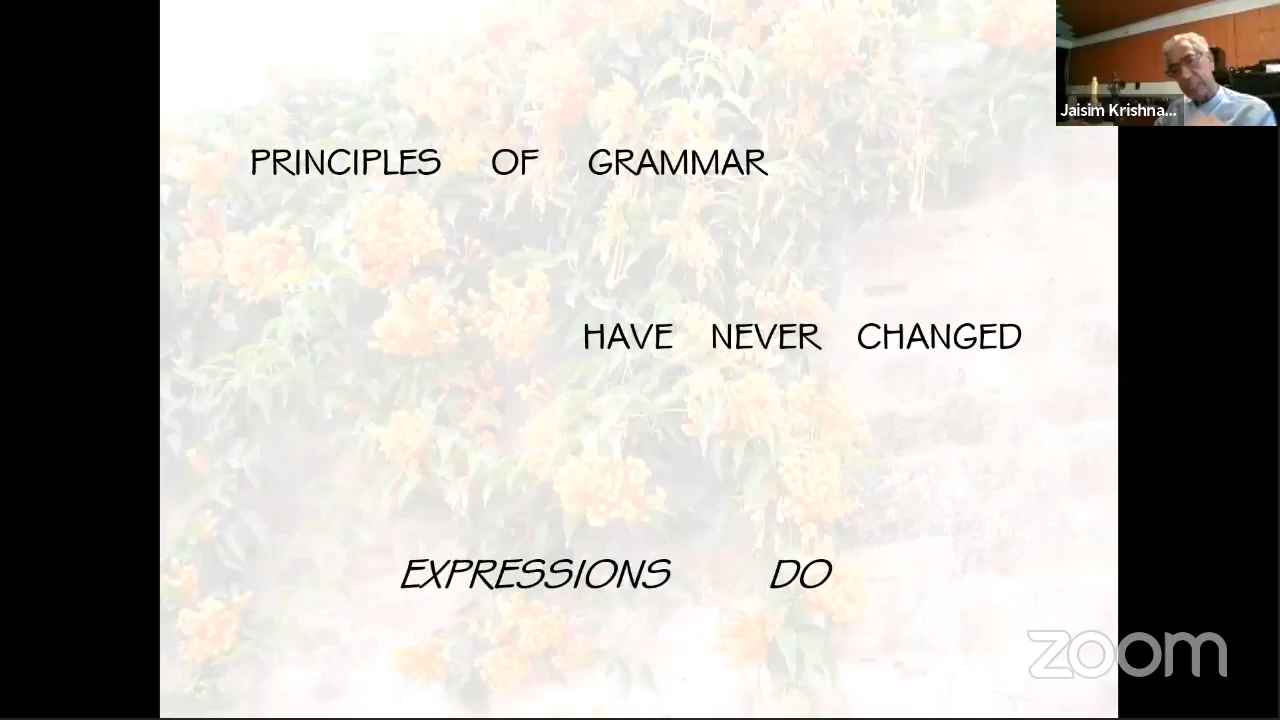 Jaisim Krishna...
PRINCIPLES OF GRAMMAR
HAVE NEVER CHANGED
EXPRESSIONS DO
zoom